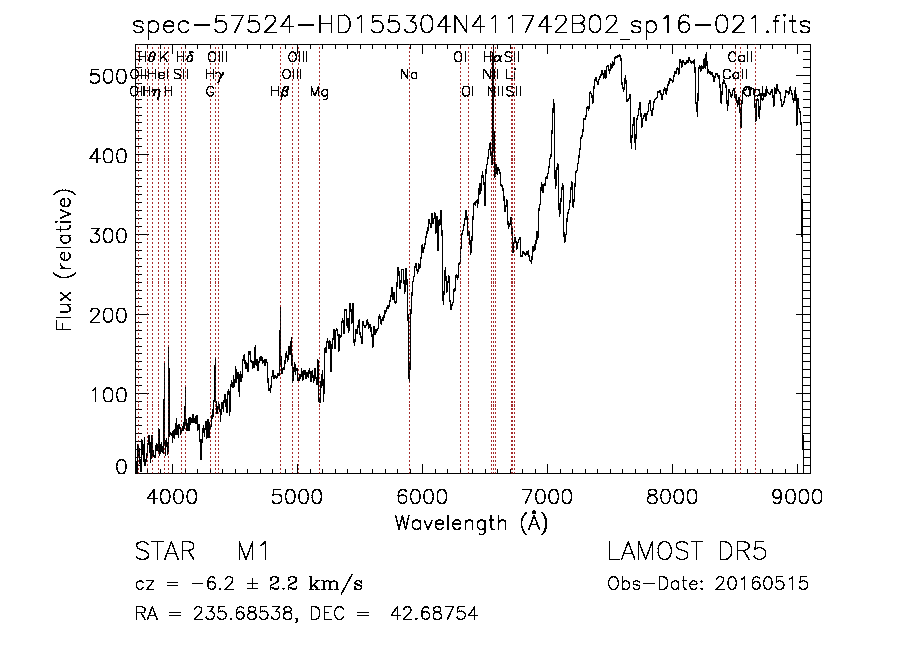 spec-57524-HD155304N411742B02_sp16-021.fits
Hθ K Hδ OIII OIII OI Hα SII CaII
OII HeI SII Hγ OIII Na NII Li CaII
OII Hη H G Hβ Mg OI NII SII CaII
500
400
300
200
100
0
Flux (relative)
4000 5000 6000 7000 8000 9000
Wavelength (Å)
STAR M1 LAMOST DR5
cz = −6.2 ± 2.2 km/s Obs-Date: 20160515
RA = 235.68538, DEC = 42.68754